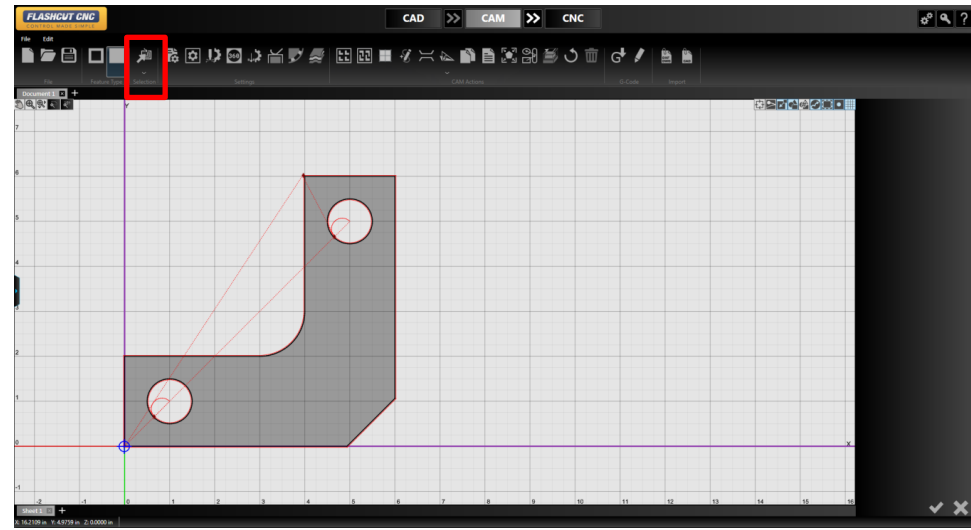 FLASHCUT CNC
CONTROL MADE SIMPLE
CAD >> CAM >> CNC
?
File Edit
360
File Feature Type Selection Settings CAM Actions G-Code Import
Document 1 +
Y
7
6
5
4
3
2
1
0 X
-1
-2 -1 0 1 2 3 4 5 6 7 8 9 10 11 12 13 14 15 16
Sheet 1 +
X: 16.2109 in Y: 4.9759 in Z: 0.0000 in